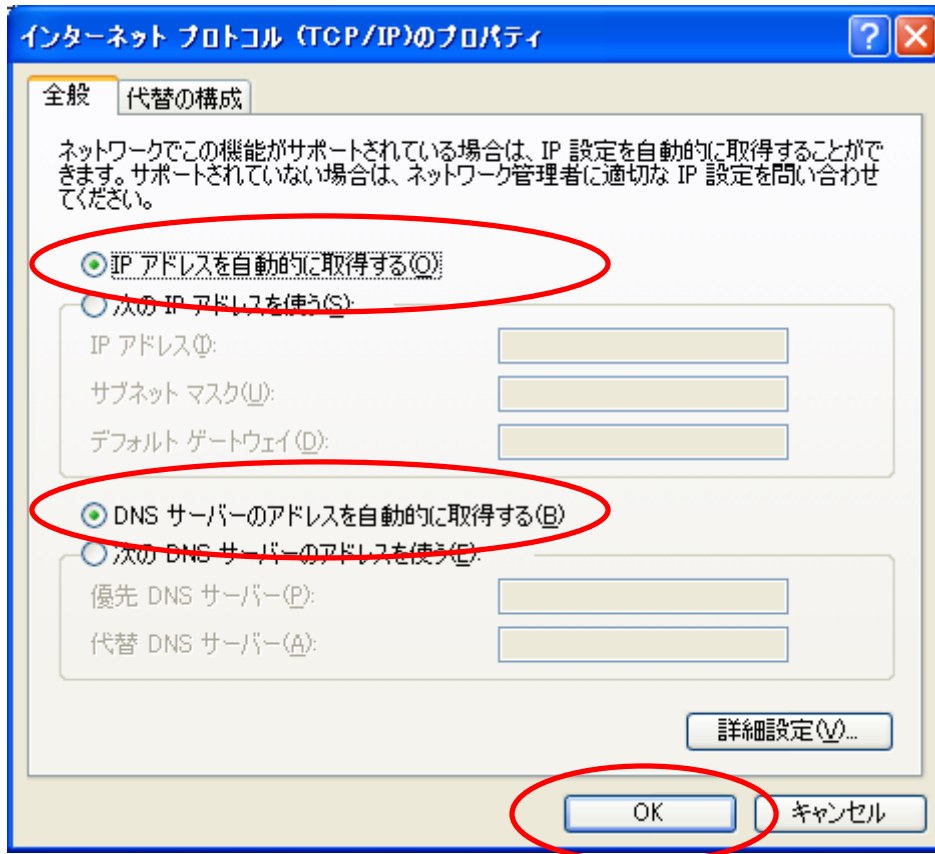 インターネット プロトコル (TCP/IP)のプロパティ
全般
代替の構成
ネットワークでこの機能がサポートされている場合は、IP 設定を自動的に取得することがで
きます。サポートされていない場合は、ネットワーク管理者に適切な IP 設定を問い合わせ
てください。
IP アドレスを自動的に取得する(O)
次の IP アドレスを使う(S):
IP アドレス(I):
サブネット マスク(U):
デフォルト ゲートウェイ(D):
DNS サーバーのアドレスを自動的に取得する(B)
次の DNS サーバーのアドレスを使う(E):
優先 DNS サーバー(P):
代替 DNS サーバー(A):
詳細設定(V)...
OK
キャンセル